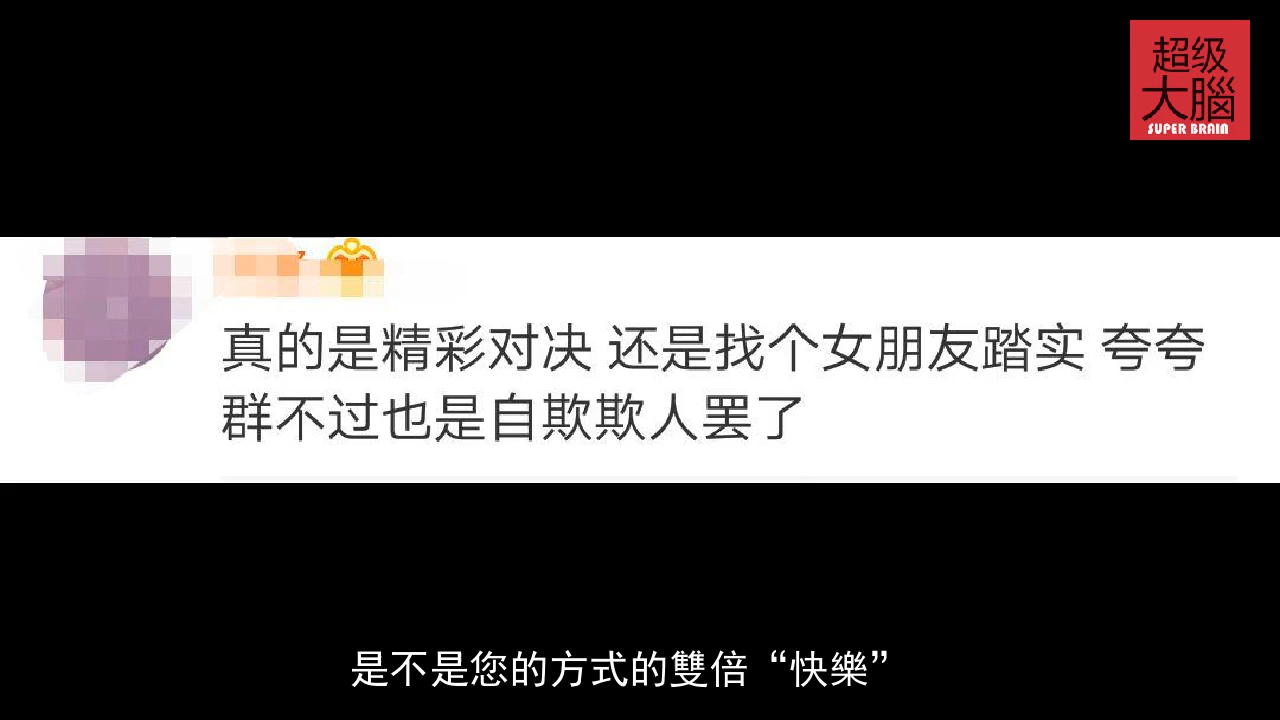 超级
大腦
SUPER BRAIN
真的是精彩对决 还是找个女朋友踏实 夸夸
群不过也是自欺欺人罢了
是不是您的方式的雙倍“快樂”